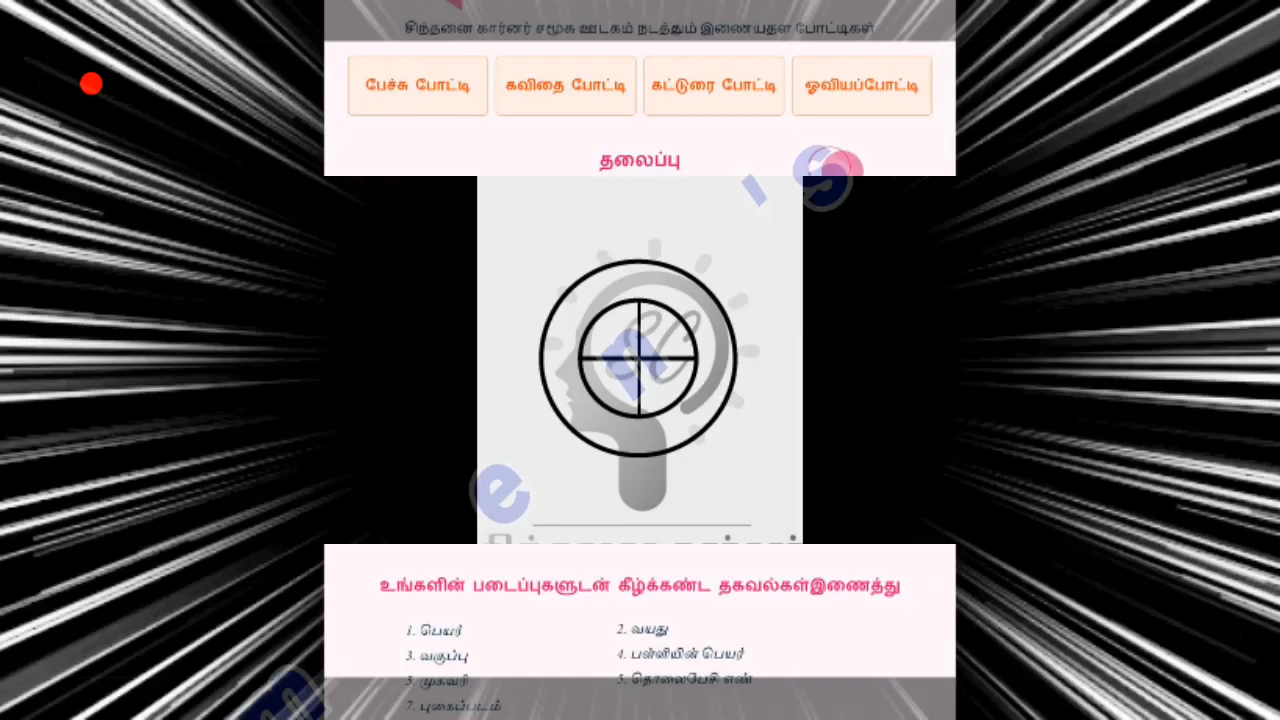 சிந்தனை கார்னர் சமூக ஊடகம் நடத்தும் இணையதள போட்டிகள்
பேச்சு போட்டி கவிதை போட்டி கட்டுரை போட்டி ஓவியப்போட்டி
தலைப்பு
உங்களின் படைப்புகளுடன் கீழ்க்கண்ட தகவல்கள்இணைத்து
1. பெயர் 2. வயது
3. வகுப்பு 4. பள்ளியின் பெயர்
5. முகவரி 5. தொலைபேசி எண்
7. புகைப்படம்